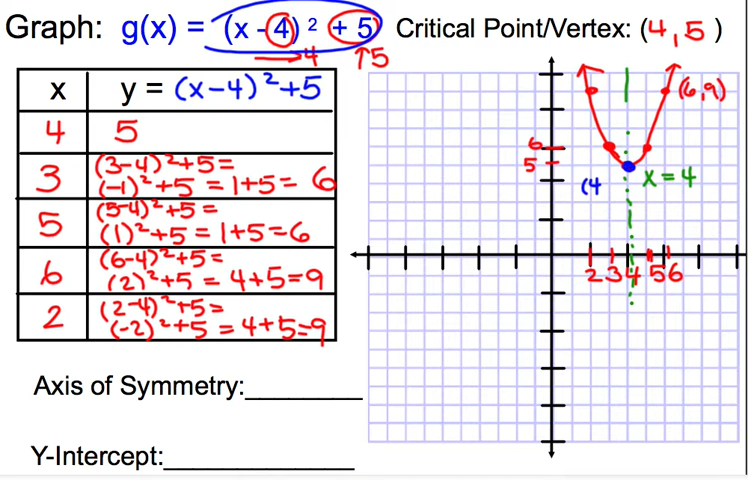 Graph: g(x) = (x - 4)² + 5 Critical Point/Vertex: (4, 5)
→4 ↑5
x y = (x-4)²+5
4 5
3 (3-4)²+5=
(-1)²+5 = 1+5 = 6
5 (5-4)²+5=
(1)²+5 = 1+5=6
6 (6-4)²+5=
(2)²+5 = 4+5=9
2 (2-4)²+5=
(-2)²+5 = 4+5=9
(6,9)
6
5
(4
x = 4
2 3 4 5 6
Axis of Symmetry:
Y-Intercept: